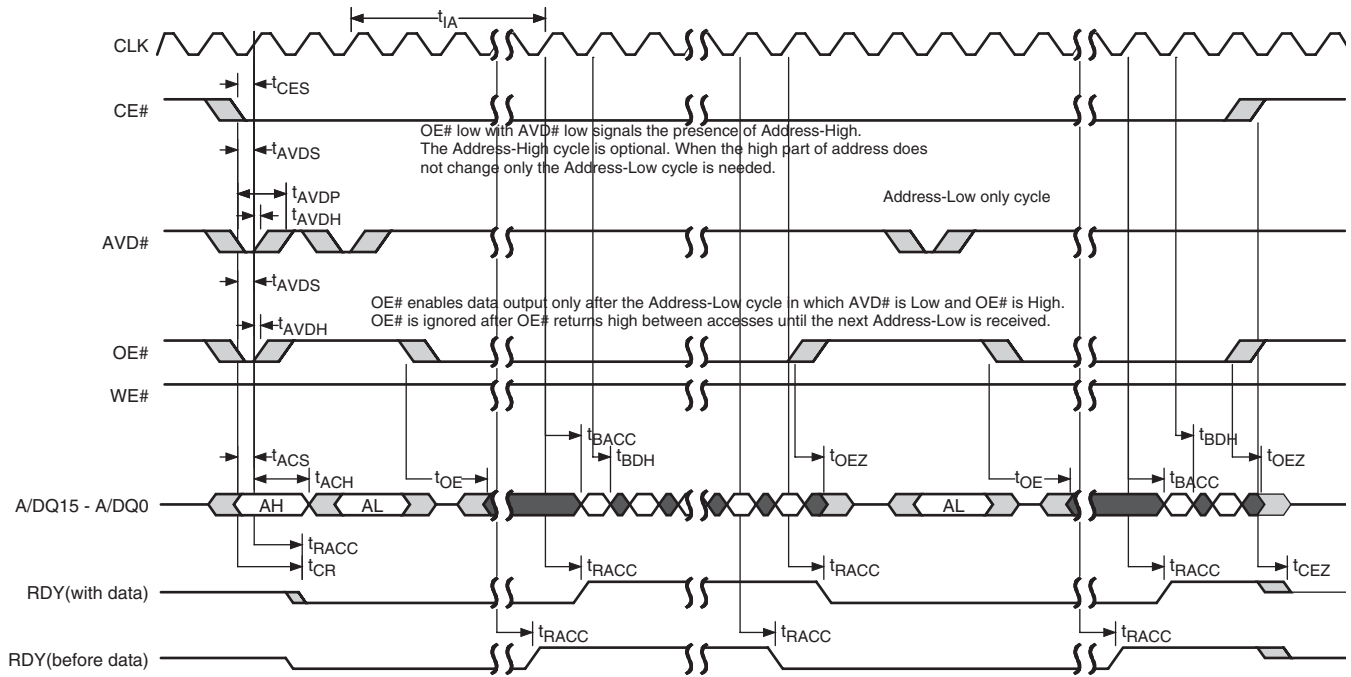 tIA
CLK
tCES
CE#
OE# low with AVD# low signals the presence of Address-High.
The Address-High cycle is optional. When the high part of address does
not change only the Address-Low cycle is needed.
tAVDS
tAVDP
Address-Low only cycle
tAVDH
AVD#
tAVDS
OE# enables data output only after the Address-Low cycle in which AVD# is Low and OE# is High.
OE# is ignored after OE# returns high between accesses until the next Address-Low is received.
tAVDH
OE#
WE#
tBACC
tBDH
tACS
tBDH
tOEZ
tOEZ
tACH
tOE
tOE
tBACC
A/DQ15 - A/DQ0
AH
AL
AL
tRACC
tCR
tRACC
tRACC
tRACC
tCEZ
RDY(with data)
tRACC
tRACC
tRACC
RDY(before data)